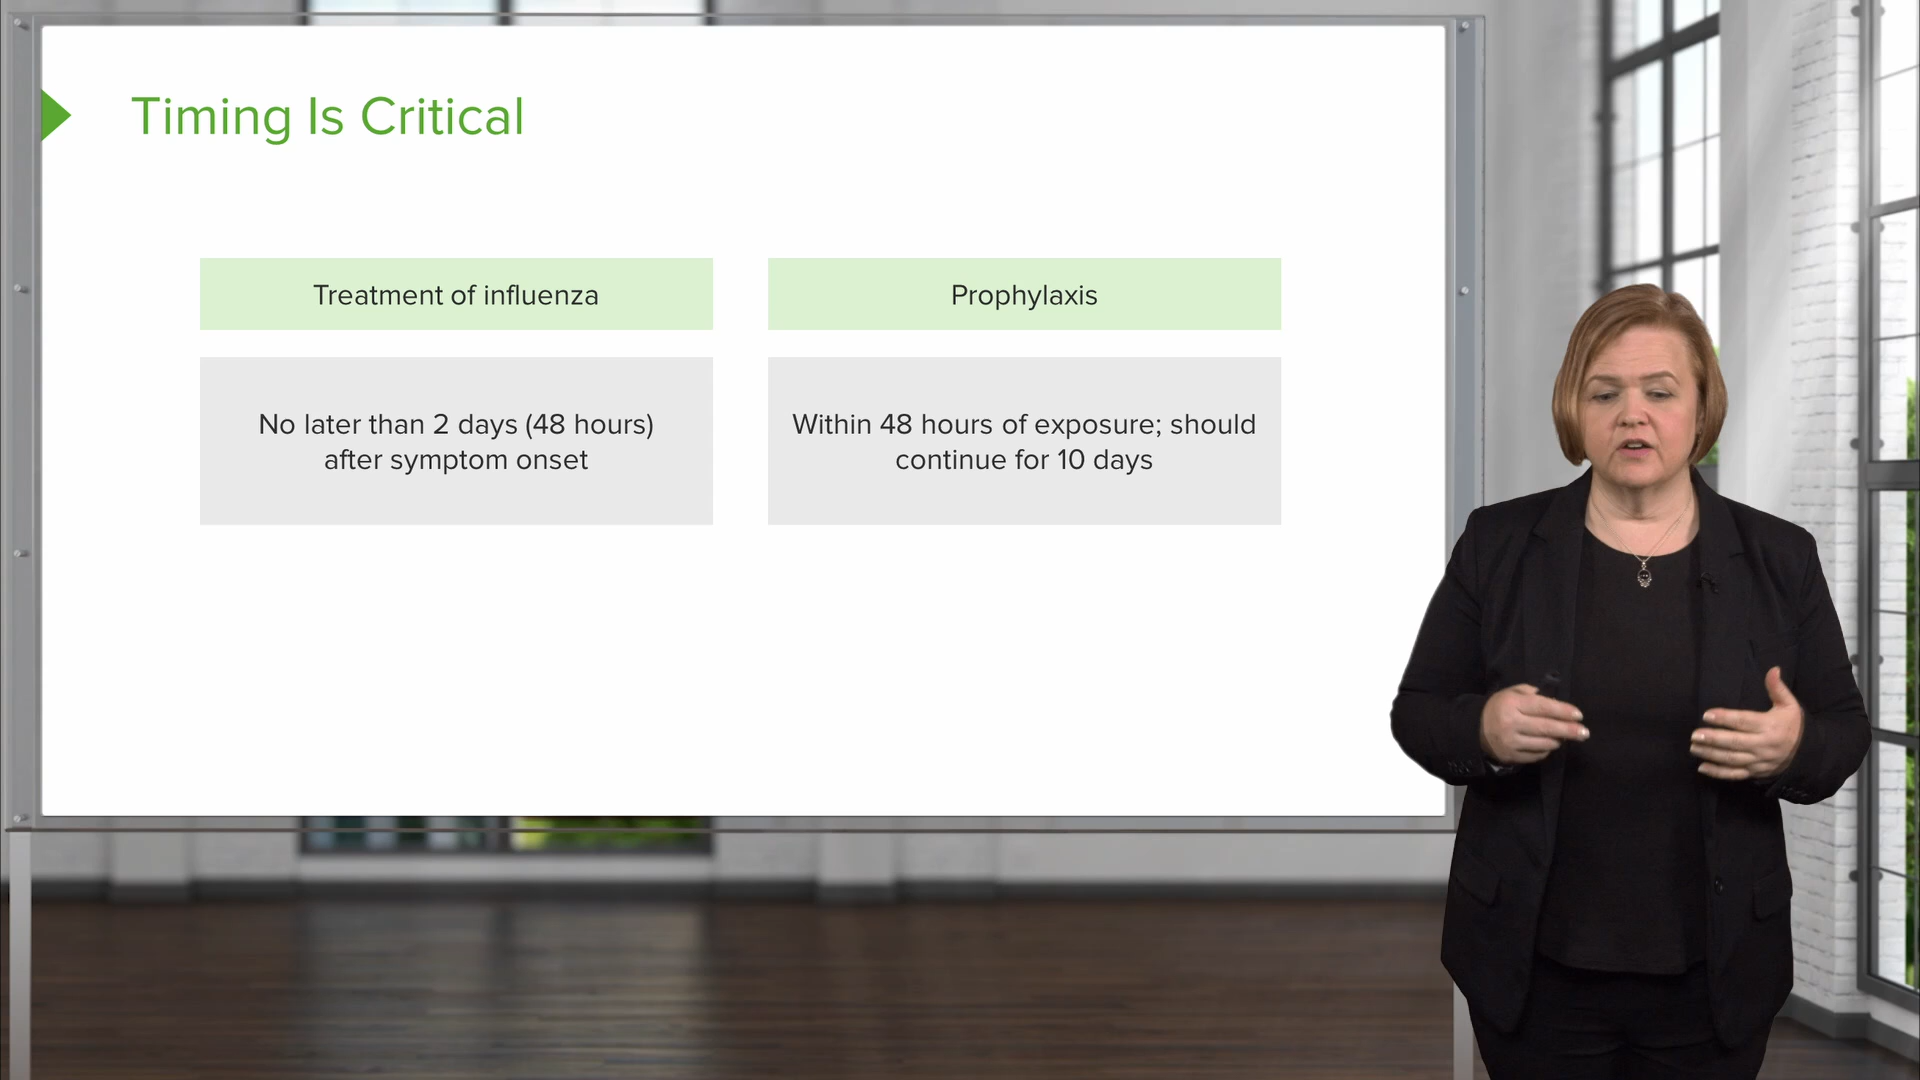 Timing Is Critical
Treatment of influenza
Prophylaxis
No later than 2 days (48 hours)
after symptom onset
Within 48 hours of exposure; should
continue for 10 days